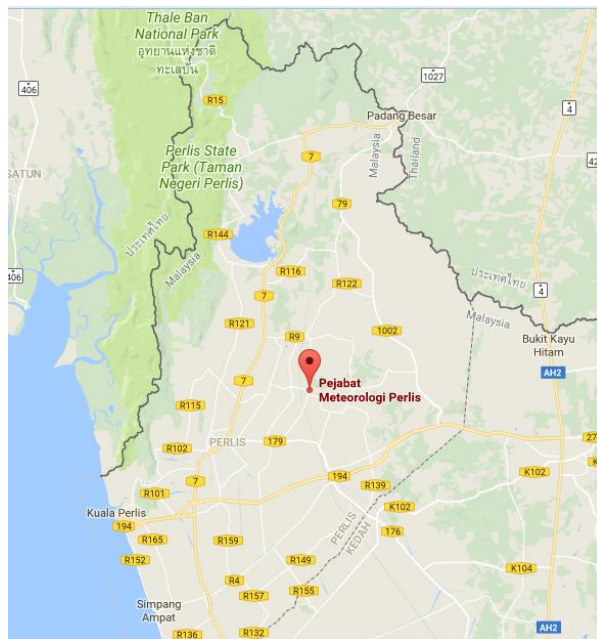 Thale Ban
National Park
อุทยานแห่งชาติ
ทะเลบัน
406
R15
1027
4
Padang Besar
7
Malaysia
Thailand
Perlis State
Park (Taman
Negeri Perlis)
SATUN
42
79
R144
ประเทศไทย
Malaysia
406
R116
R122
ประเทศไทย
4
7
Malaysia
R121
R9
1002
Bukit Kayu
Hitam
AH2
Pejabat
Meteorologi Perlis
7
R115
PERLIS
179
R102
27
194
K102
K
7
R101
R139
K102
Kuala Perlis
194
R165
R159
PERLIS
KEDAH
176
R152
R149
K104
R4
R155
R157
Simpang
Ampat
R136
R132
AH2